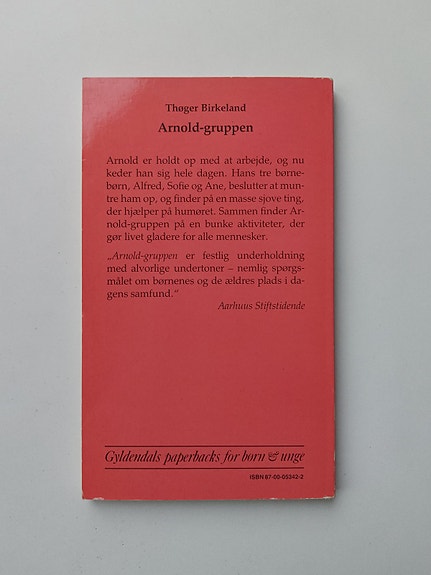 Thøger Birkeland
Arnold-gruppen
Arnold er holdt op med at arbejde, og nu
keder han sig hele dagen. Hans tre børne-
børn, Alfred, Sofie og Ane, beslutter at mun-
tre ham op, og finder på en masse sjove ting,
der hjælper på humøret. Sammen finder Ar-
nold-gruppen på en bunke aktiviteter, der
gør livet gladere for alle mennesker.
„Arnold-gruppen er festlig underholdning
med alvorlige undertoner – nemlig spørgs-
målet om børnenes og de ældres plads i da-
gens samfund.“
Aarhuus Stiftstidende
Gyldendals paperbacks for børn & unge
ISBN 87-00-05342-2